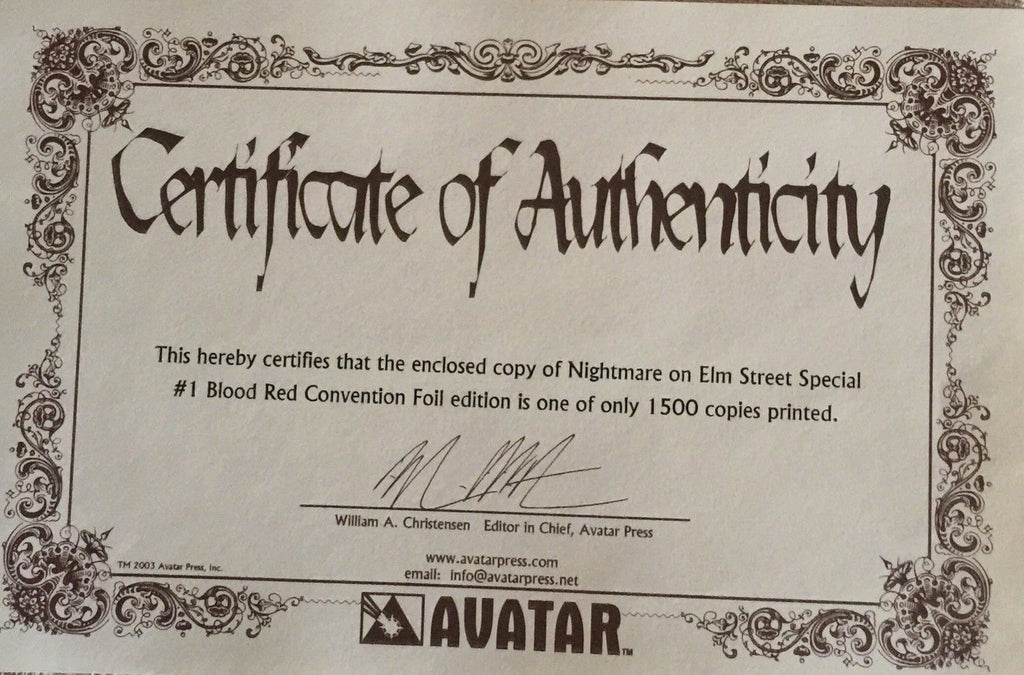 Certificate of Authenticity
This hereby certifies that the enclosed copy of Nightmare on Elm Street Special
#1 Blood Red Convention Foil edition is one of only 1500 copies printed.
William A. Christensen Editor in Chief, Avatar Press
www.avatarpress.com
email: info@avatarpress.net
TM 2003 Avatar Press, Inc.
AVATAR™